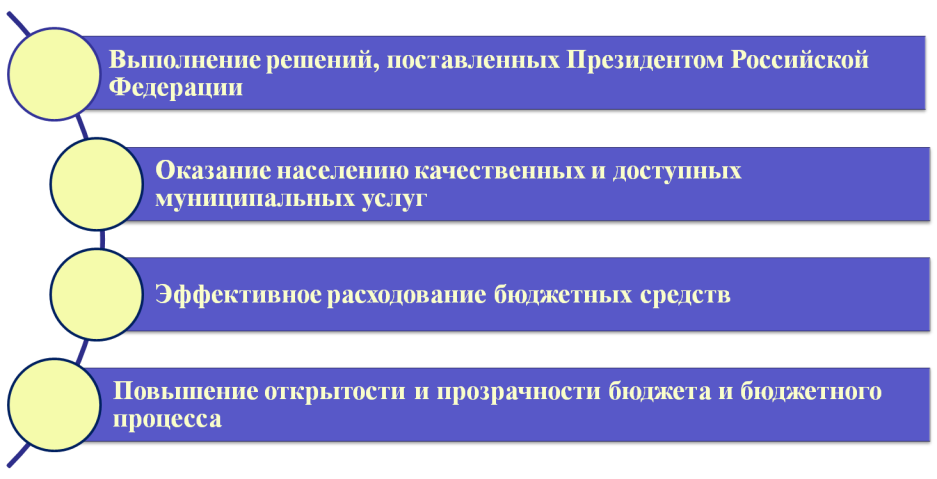 Выполнение решений, поставленных Президентом Российской
Федерации
Оказание населению качественных и доступных
муниципальных услуг
Эффективное расходование бюджетных средств
Повышение открытости и прозрачности бюджета и бюджетного
процесса